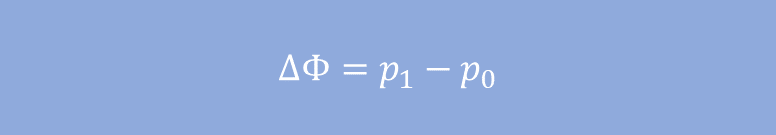 ΔΦ = p₁ − p₀